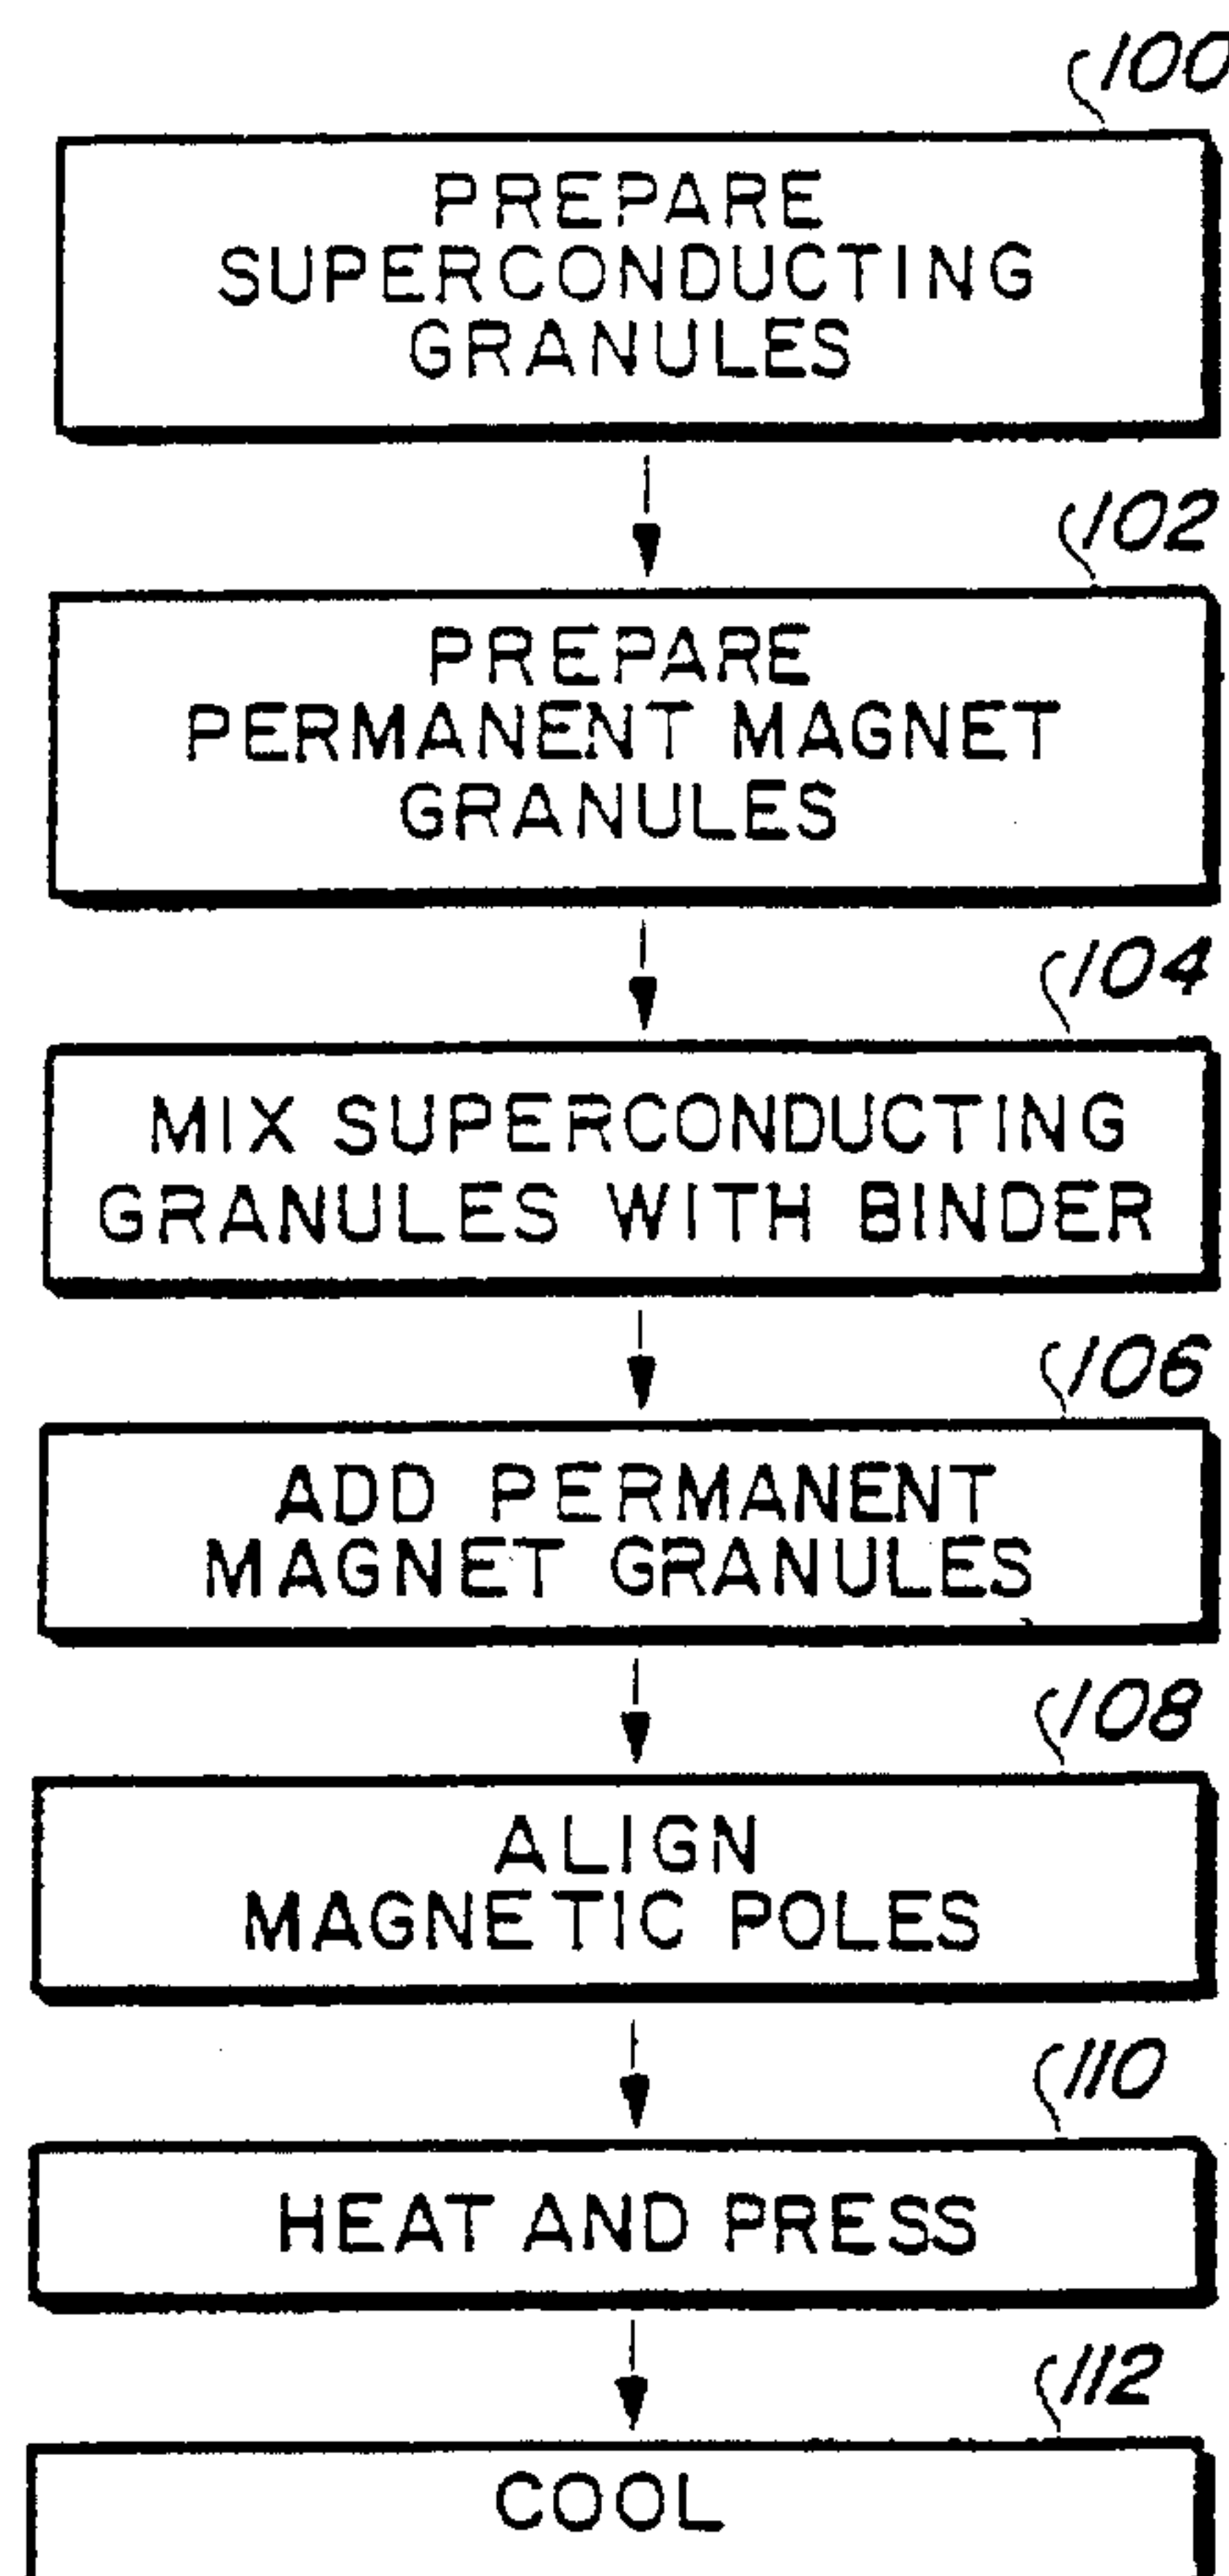 100
PREPARE
SUPERCONDUCTING
GRANULES
102
PREPARE
PERMANENT MAGNET
GRANULES
104
MIX SUPERCONDUCTING
GRANULES WITH BINDER
106
ADD PERMANENT
MAGNET GRANULES
108
ALIGN
MAGNETIC POLES
110
HEAT AND PRESS
112
COOL